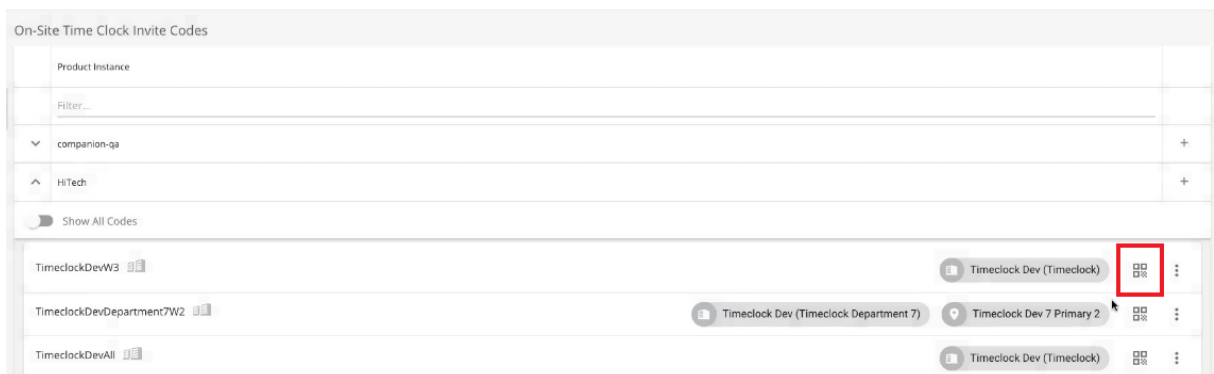 On-Site Time Clock Invite Codes
Product Instance
Filter...
companion-qa +
HiTech +
Show All Codes
TimeclockDevW3 Timeclock Dev (Timeclock)
TimeclockDevDepartment7W2 Timeclock Dev (Timeclock Department 7) Timeclock Dev 7 Primary 2
TimeclockDevAll Timeclock Dev (Timeclock)